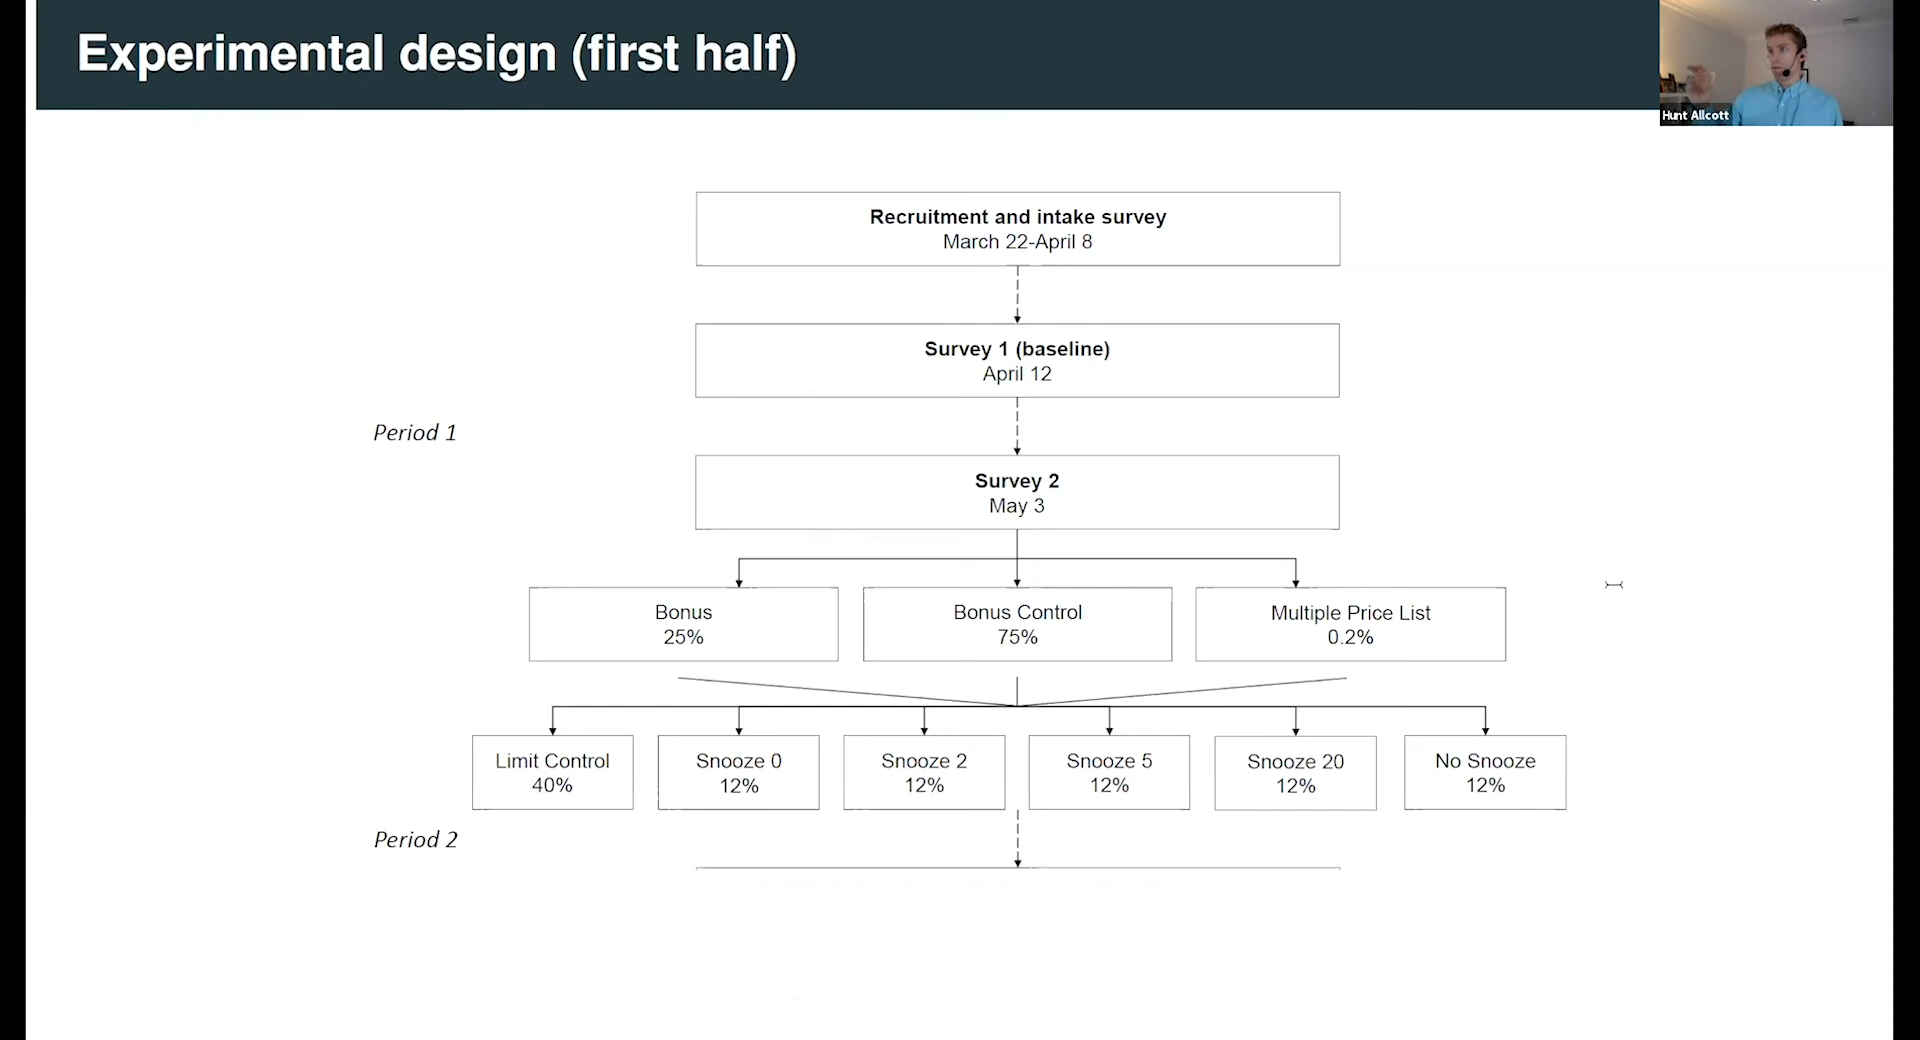 Experimental design (first half)
Hunt Allcott
Recruitment and intake survey
March 22-April 8
Survey 1 (baseline)
April 12
Period 1
Survey 2
May 3
Bonus
25%
Bonus Control
75%
Multiple Price List
0.2%
Limit Control
40%
Snooze 0
12%
Snooze 2
12%
Snooze 5
12%
Snooze 20
12%
No Snooze
12%
Period 2